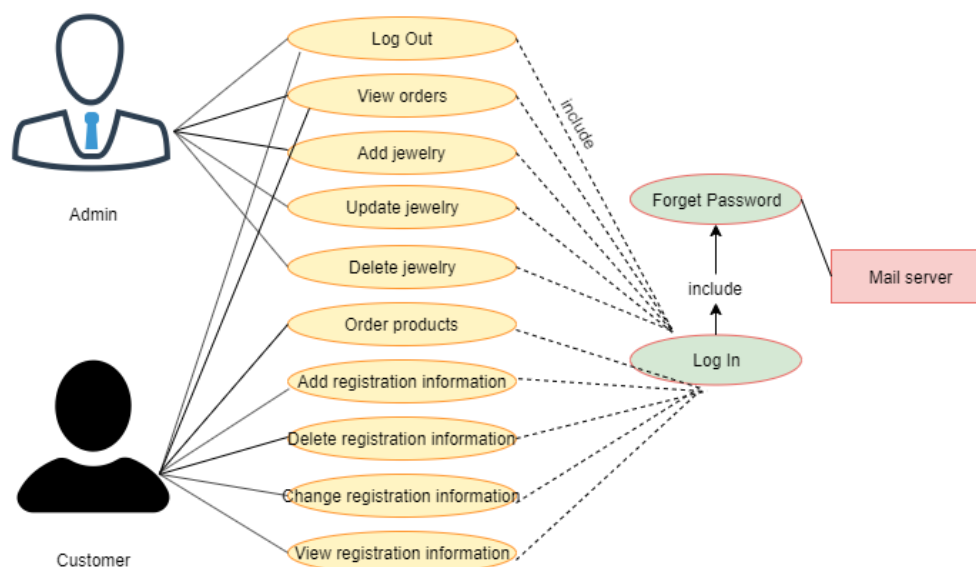 Log Out
View orders
include
Add jewelry
Forget Password
Admin
Update jewelry
Delete jewelry
Mail server
include
Order products
Log In
Add registration information
Delete registration information
Change registration information
View registration information
Customer